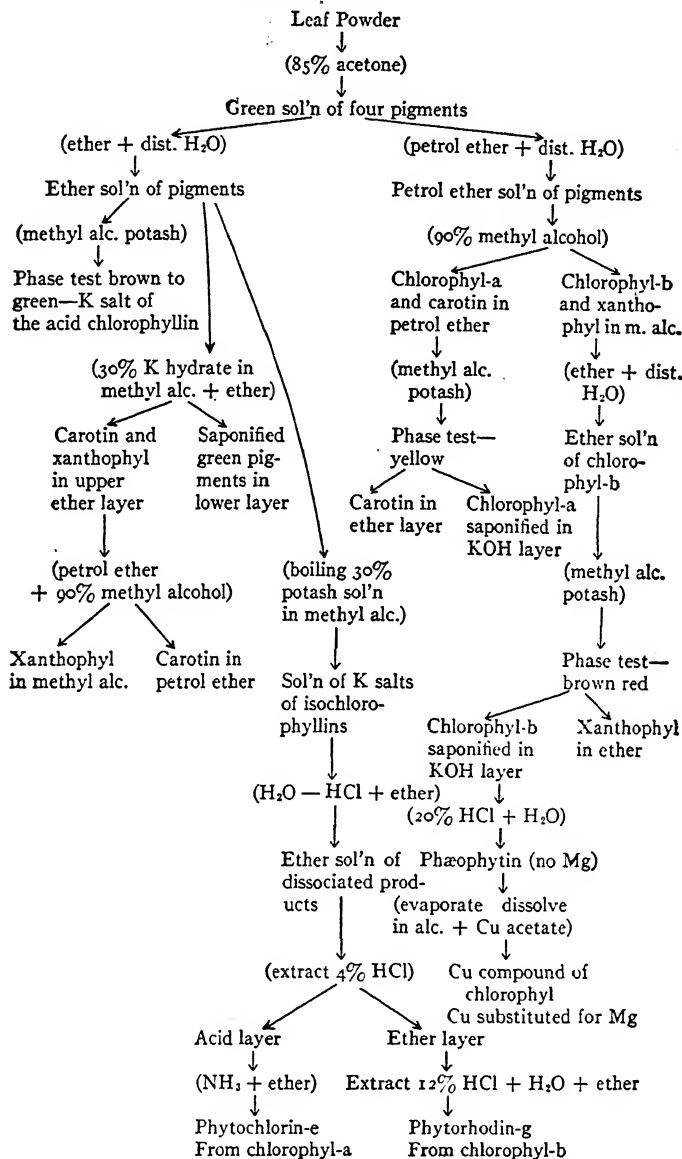 Leaf Powder
(85% acetone)
Green sol'n of four pigments
(ether + dist. H₂O)
Ether sol'n of pigments
(methyl alc. potash)
Phase test brown to
green—K salt of
the acid chlorophyllin
(30% K hydrate in
methyl alc. + ether)
Carotin and
xanthophyl
in upper
ether layer
Saponified
green pig-
ments in
lower layer
(petrol ether
+ 90% methyl alcohol)
Xanthophyl
in methyl alc.
Carotin in
petrol ether
(boiling 30%
potash sol'n
in methyl alc.)
Sol'n of K salts
of isochloro-
phyllins
(H₂O — HCl + ether)
Ether sol'n of
dissociated prod-
ucts
(extract 4% HCl)
Acid layer
(NH₃ + ether)
Phytochlorin-e
From chlorophyl-a
Ether layer
Extract 12% HCl + H₂O + ether
Phytorhodin-g
From chlorophyl-b
(petrol ether + dist. H₂O)
Petrol ether sol'n of pigments
(90% methyl alcohol)
Chlorophyl-a
and carotin in
petrol ether
(methyl alc.
potash)
Phase test—
yellow
Carotin in
ether layer
Chlorophyl-a
saponified in
KOH layer
Chlorophyl-b
and xantho-
phyl in m. alc.
(ether + dist.
H₂O)
Ether sol'n
of chloro-
phyl-b
(methyl alc.
potash)
Phase test—
brown red
Chlorophyl-b
saponified in
KOH layer
Xanthophyl
in ether
(20% HCl + H₂O)
Phæophytin (no Mg)
(evaporate dissolve
in alc. + Cu acetate)
Cu compound of
chlorophyl
Cu substituted for Mg